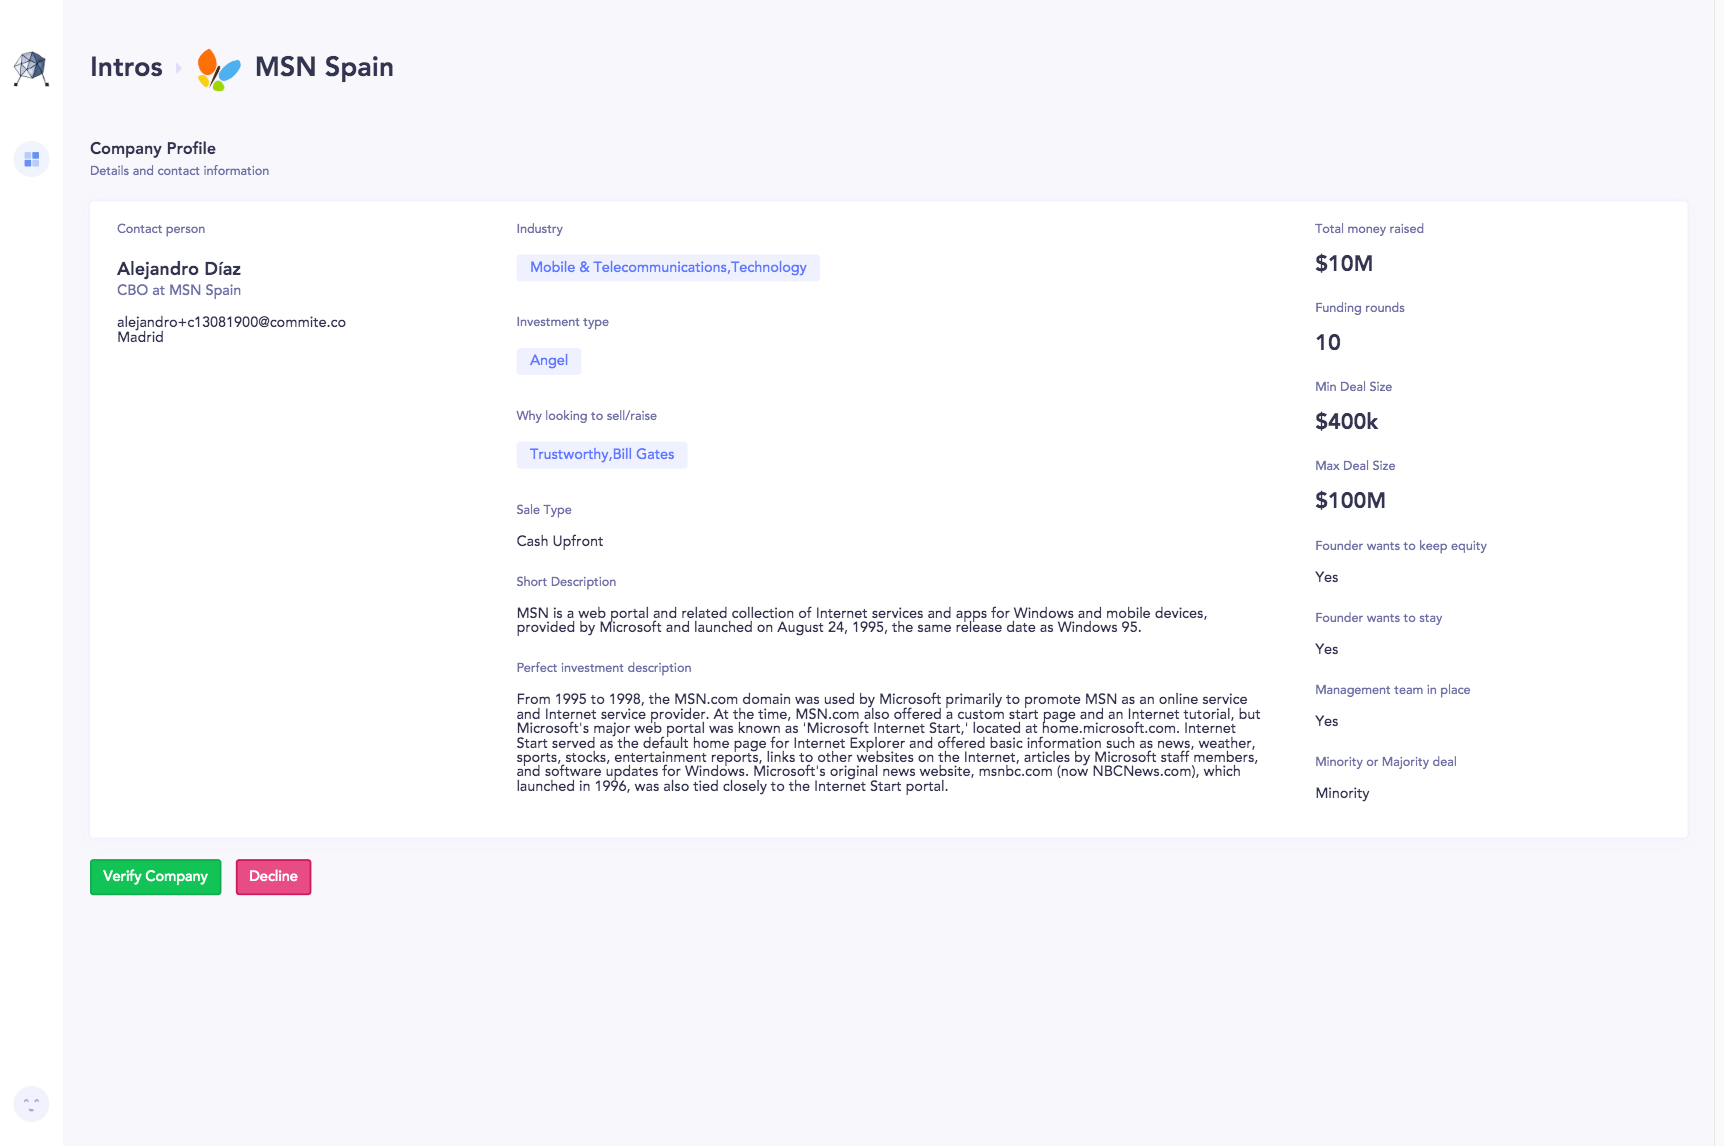 Intros
MSN Spain
Company Profile
Details and contact information
Contact person
Alejandro Díaz
CBO at MSN Spain
alejandro+c13081900@commite.co
Madrid
Industry
Mobile & Telecommunications,Technology
Investment type
Angel
Why looking to sell/raise
Trustworthy,Bill Gates
Sale Type
Cash Upfront
Short Description
MSN is a web portal and related collection of Internet services and apps for Windows and mobile devices,
provided by Microsoft and launched on August 24, 1995, the same release date as Windows 95.
Perfect investment description
From 1995 to 1998, the MSN.com domain was used by Microsoft primarily to promote MSN as an online service
and Internet service provider. At the time, MSN.com also offered a custom start page and an Internet tutorial, but
Microsoft's major web portal was known as 'Microsoft Internet Start,' located at home.microsoft.com. Internet
Start served as the default home page for Internet Explorer and offered basic information such as news, weather,
sports, stocks, entertainment reports, links to other websites on the Internet, articles by Microsoft staff members,
and software updates for Windows. Microsoft's original news website, msnbc.com (now NBCNews.com), which
launched in 1996, was also tied closely to the Internet Start portal.
Total money raised
$10M
Funding rounds
10
Min Deal Size
$400k
Max Deal Size
$100M
Founder wants to keep equity
Yes
Founder wants to stay
Yes
Management team in place
Yes
Minority or Majority deal
Minority
Verify Company
Decline